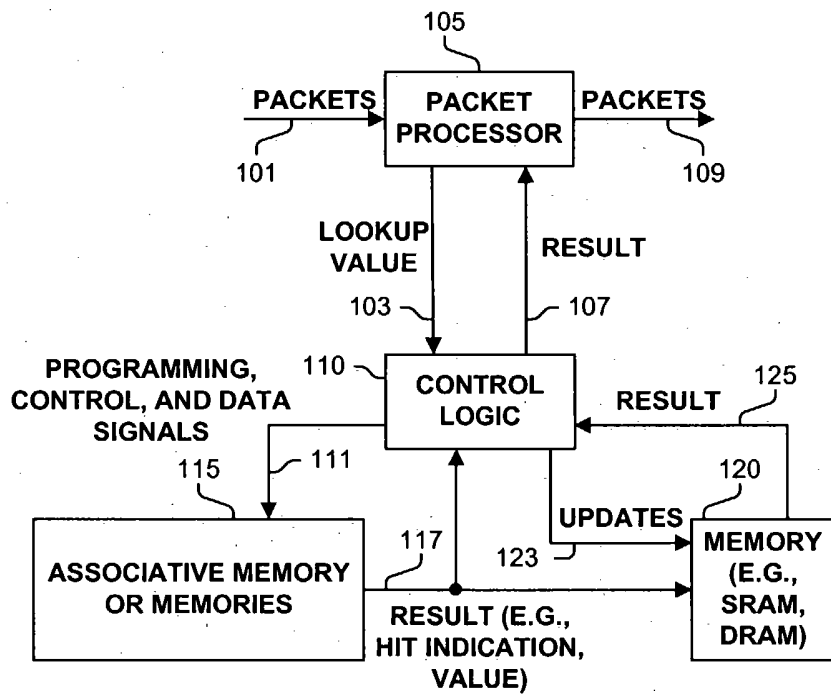 105
PACKETS
PACKET
PROCESSOR
PACKETS
101
109
LOOKUP
VALUE
RESULT
103
107
PROGRAMMING,
CONTROL, AND DATA
SIGNALS
110
CONTROL
LOGIC
RESULT
125
111
115
120
UPDATES
123
117
ASSOCIATIVE MEMORY
OR MEMORIES
RESULT (E.G.,
HIT INDICATION,
VALUE)
MEMORY
(E.G.,
SRAM,
DRAM)